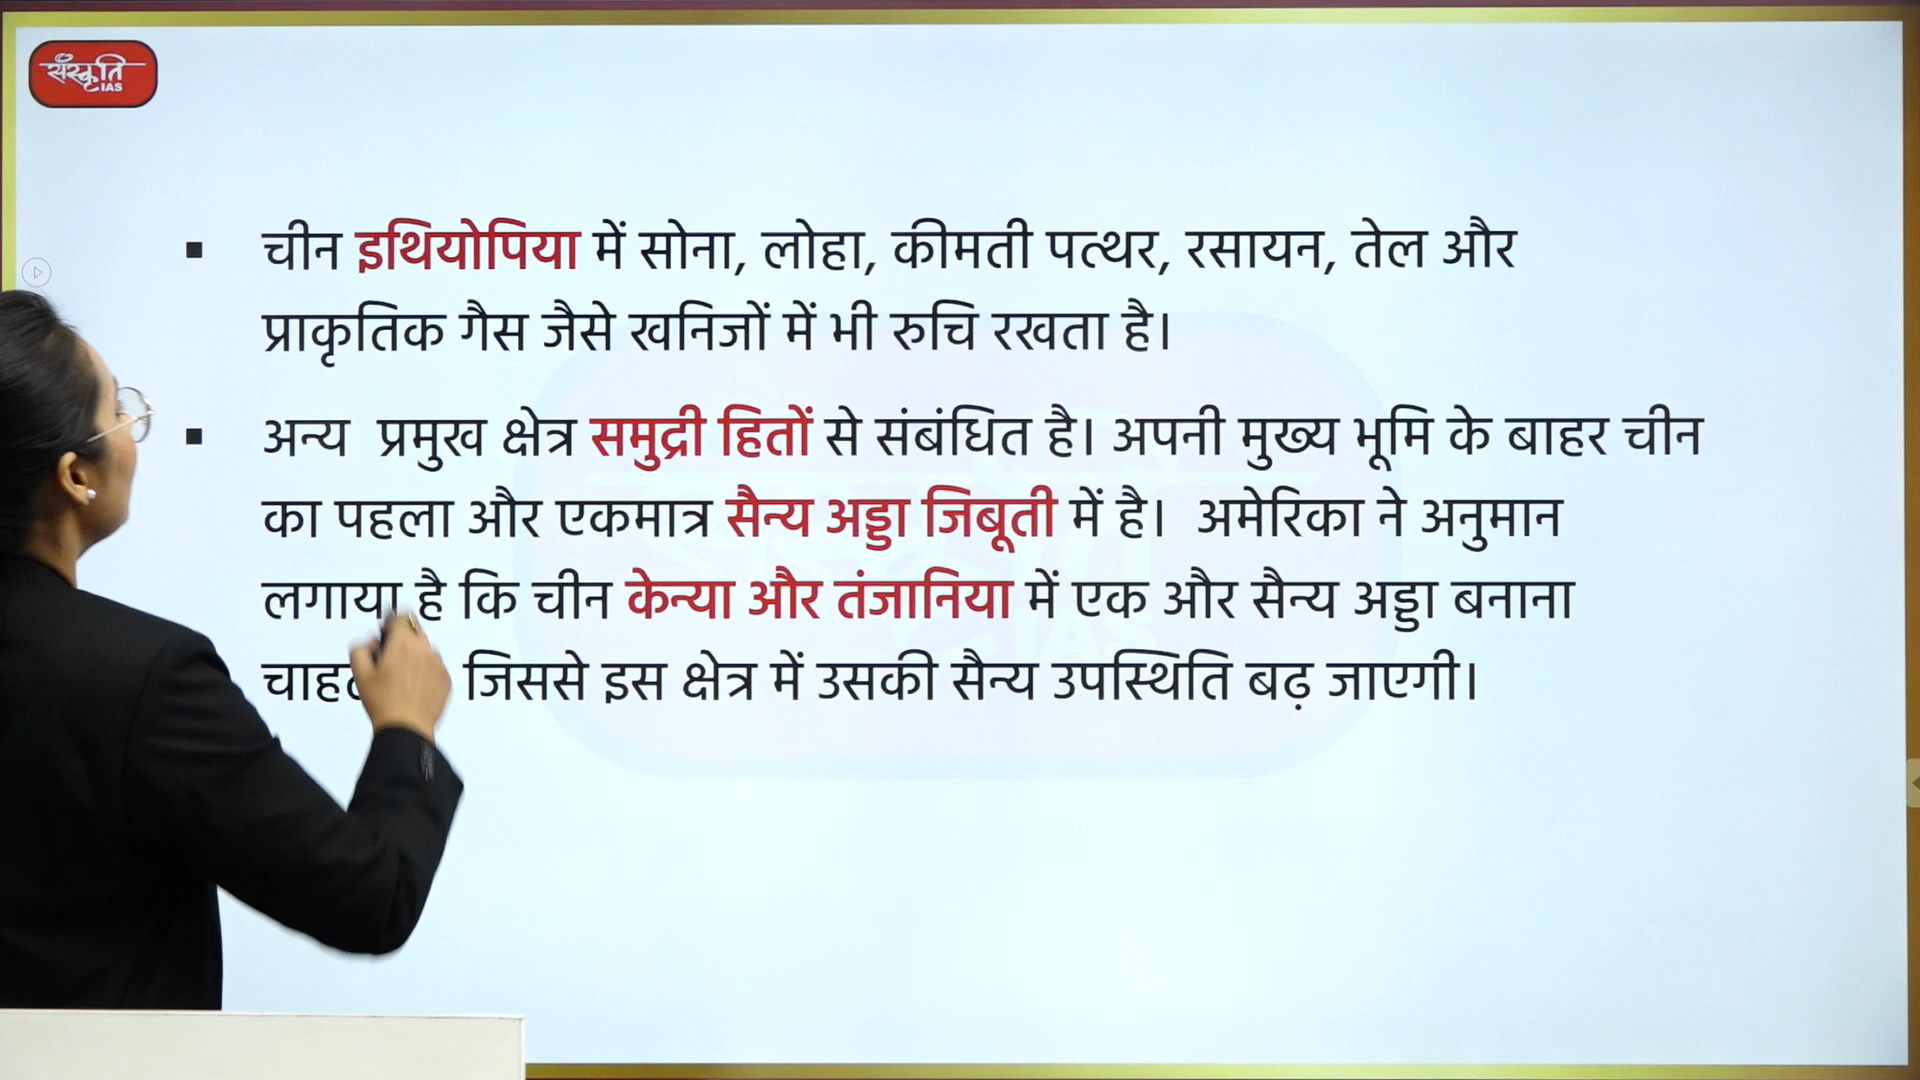 संस्कृति
IAS
▪ चीन इथियोपिया में सोना, लोहा, कीमती पत्थर, रसायन, तेल और
प्राकृतिक गैस जैसे खनिजों में भी रुचि रखता है।
▪ अन्य प्रमुख क्षेत्र समुद्री हितों से संबंधित है। अपनी मुख्य भूमि के बाहर चीन
का पहला और एकमात्र सैन्य अड्डा जिबूती में है। अमेरिका ने अनुमान
लगाया है कि चीन केन्या और तंजानिया में एक और सैन्य अड्डा बनाना
जिससे इस क्षेत्र में उसकी सैन्य उपस्थिति बढ़ जाएगी।